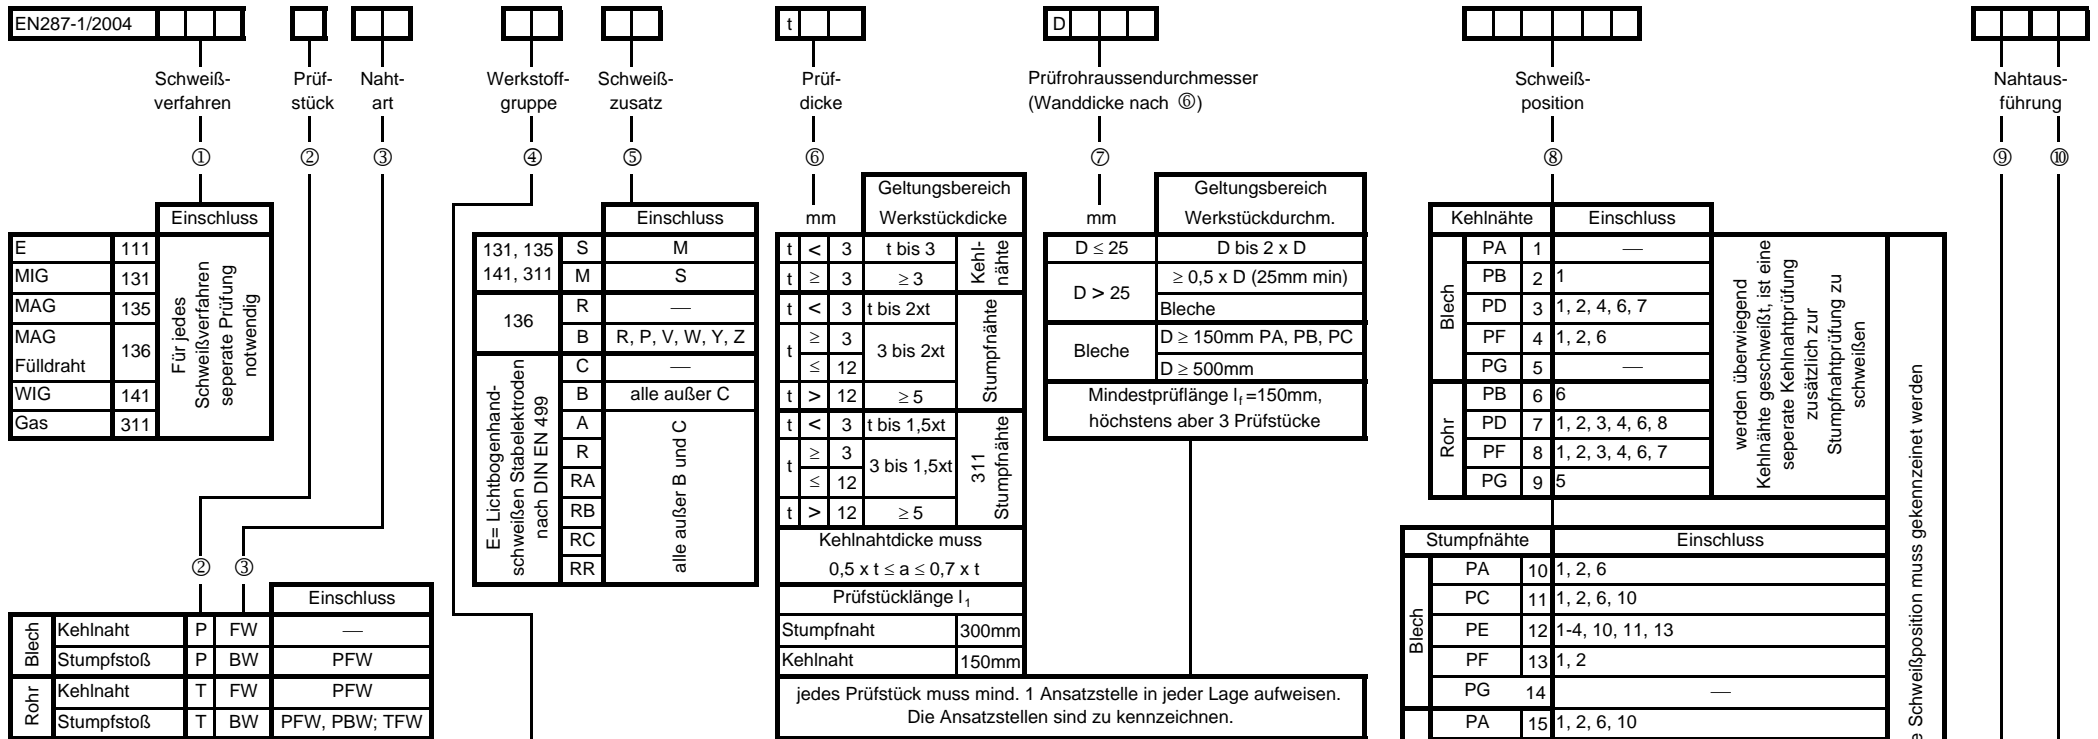 EN287-1/2004 t D
Schweiß-
verfahren
Prüf-
stück
Naht-
art
Werkstoff-
gruppe
Schweiß-
zusatz
Prüf-
dicke
Prüfrohraussendurchmesser
(Wanddicke nach ⑥)
Schweiß-
position
Nahtaus-
führung
① ② ③ ④ ⑤ ⑥ ⑦ ⑧ ⑨ ⑩
Einschluss
E 111
MIG 131
MAG 135
MAG
Fülldraht 136
WIG 141
Gas 311
Für jedes
Schweißverfahren
seperate Prüfung
notwendig
② ③
Einschluss
Blech
Kehlnaht P FW —
Stumpfstoß P BW PFW
Rohr
Kehlnaht T FW PFW
Stumpfstoß T BW PFW, PBW; TFW
Einschluss
131, 135 S M
141, 311 M S
136 R —
B R, P, V, W, Y, Z
E= Lichtbogenhand-
schweißen Stabelektroden
nach DIN EN 499
C —
B alle außer C
A
R
RA
RB
RC
RR
alle außer B und C
Geltungsbereich
mm Werkstückdicke
t < 3 t bis 3
t ≥ 3 ≥ 3
Kehl-
nähte
t < 3 t bis 2xt
t ≥ 3
≤ 12
3 bis 2xt
t > 12 ≥ 5
Stumpfnähte
t < 3 t bis 1,5xt
t ≥ 3
≤ 12
3 bis 1,5xt
t > 12 ≥ 5
311
Stumpfnähte
Kehlnahtdicke muss
0,5 x t ≤ a ≤ 0,7 x t
Prüfstücklänge l1
Stumpfnaht 300mm
Kehlnaht 150mm
Geltungsbereich
mm Werkstückdurchm.
D ≤ 25 D bis 2 x D
D > 25 ≥ 0,5 x D (25mm min)
Bleche
Bleche D ≥ 150mm PA, PB, PC
D ≥ 500mm
Mindestprüflänge lf =150mm,
höchstens aber 3 Prüfstücke
jedes Prüfstück muss mind. 1 Ansatzstelle in jeder Lage aufweisen.
Die Ansatzstellen sind zu kennzeichnen.
Kehlnähte Einschluss
Blech
PA 1 —
PB 2 1
PD 3 1, 2, 4, 6, 7
PF 4 1, 2, 6
PG 5 —
Rohr
PB 6 6
PD 7 1, 2, 3, 4, 6, 8
PF 8 1, 2, 3, 4, 6, 7
PG 9 5
werden überwiegend
Kehlnähte geschweißt, ist eine
seperate Kehlnahtprüfung
zusätzlich zur
Stumpfnahtprüfung zu
schweißen
Stumpfnähte Einschluss
Blech
PA 10 1, 2, 6
PC 11 1, 2, 6, 10
PE 12 1-4, 10, 11, 13
PF 13 1, 2
PG 14 —
PA 15 1, 2, 6, 10
e Schweißposition muss gekennzeinet werden